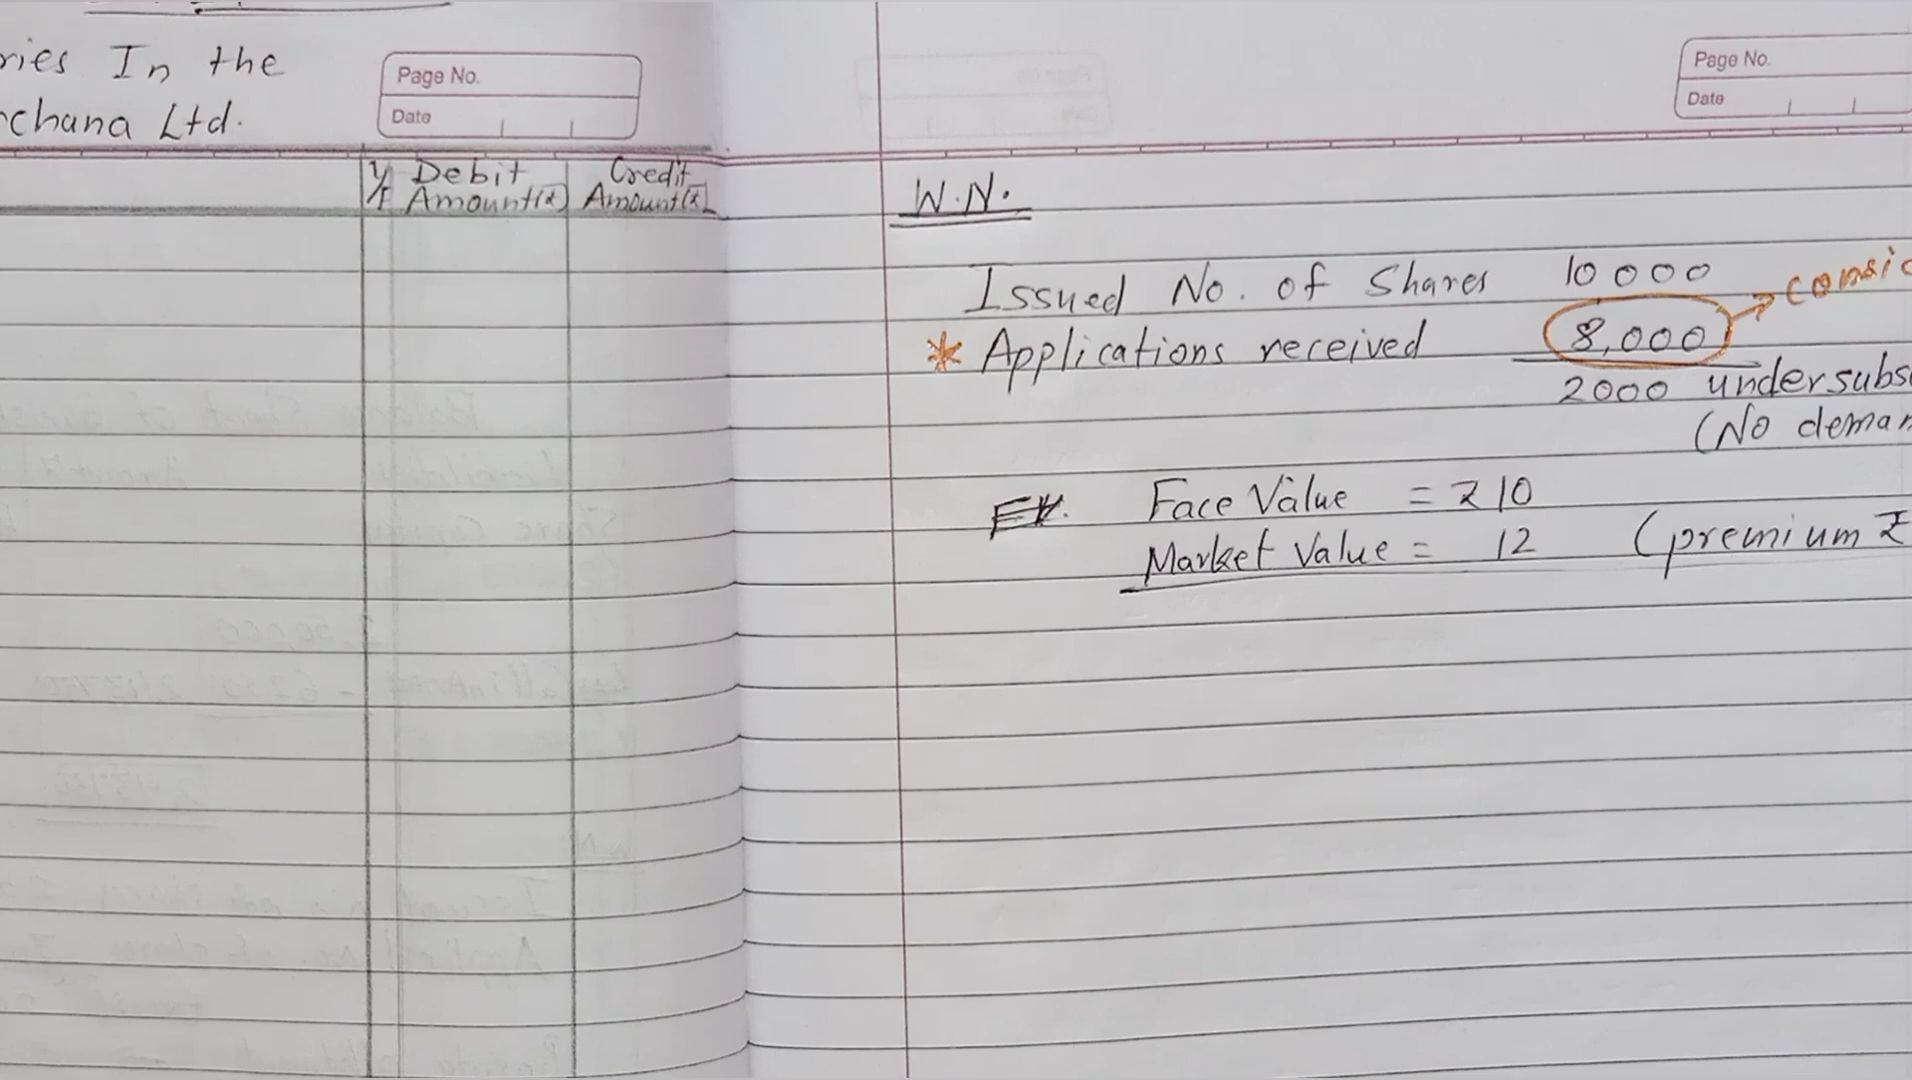 ries In the
chana Ltd.
Page No.
Date
Debit Amount(₹)
Credit Amount(₹)
Page No.
Date
W.N.
Issued No. of Shares 10000
* Applications received 8,000 → consid
2000 undersubs
(No deman
Face Value = ₹ 10
Market Value = 12 (premium ₹